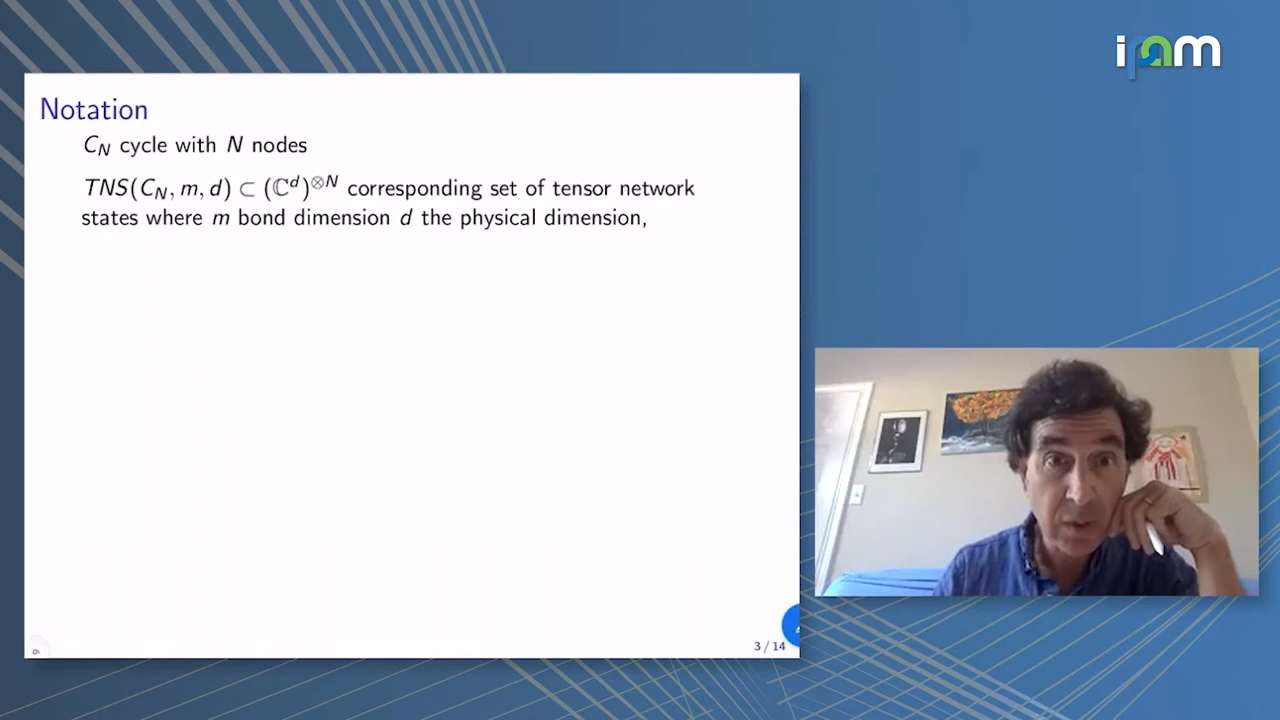 ipam
Notation
C_N cycle with N nodes
TNS(C_N, m, d) ⊂ (ℂ^d)^{⊗N} corresponding set of tensor network
states where m bond dimension d the physical dimension,
3 / 14